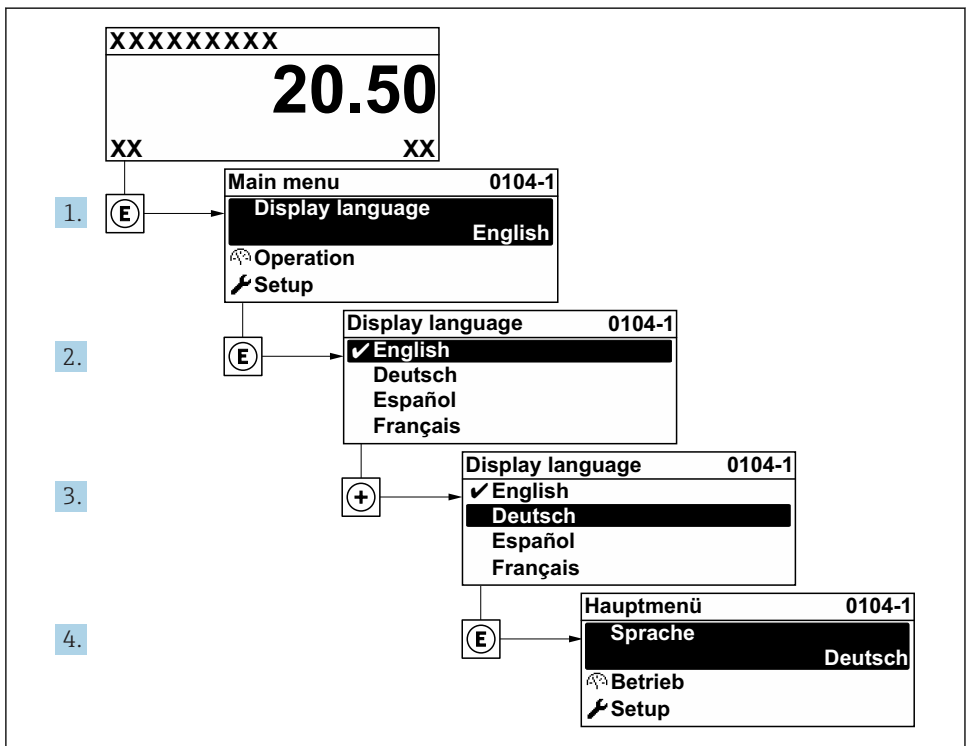 XXXXXXXXX
20.50
XX XX
1. E
Main menu 0104-1
Display language
English
Operation
Setup
2. E
Display language 0104-1
✔English
Deutsch
Español
Français
3. +
Display language 0104-1
✔English
Deutsch
Español
Français
4. E
Hauptmenü 0104-1
Sprache
Deutsch
Betrieb
Setup